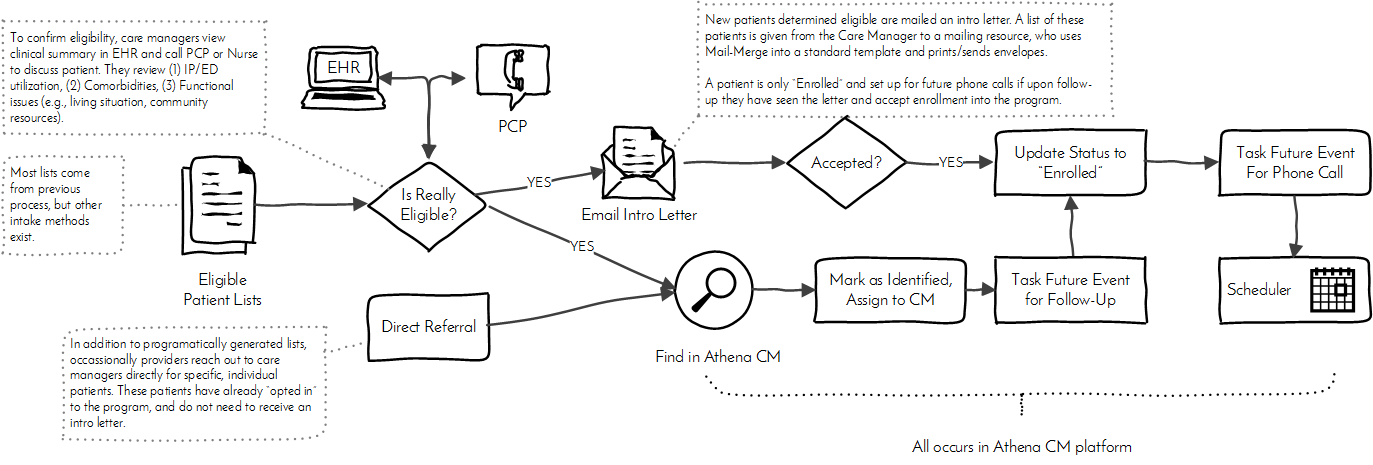 To confirm eligibility, care managers view
clinical summary in EHR and call PCP or Nurse
to discuss patient. They review (1) IP/ED
utilization, (2) Comorbidities, (3) Functional
issues (e.g., living situation, community
resources).
EHR
PCP
New patients determined eligible are mailed an intro letter. A list of these
patients is given from the Care Manager to a mailing resource, who uses
Mail-Merge into a standard template and prints/sends envelopes.
A patient is only "Enrolled" and set up for future phone calls if upon follow-
up they have seen the letter and accept enrollment into the program.
Most lists come
from previous
process, but other
intake methods
exist.
Eligible
Patient Lists
Is Really
Eligible?
YES
Email Intro Letter
Accepted?
YES
Update Status to
"Enrolled"
Task Future Event
For Phone Call
YES
Direct Referral
Find in Athena CM
Mark as Identified,
Assign to CM
Task Future Event
for Follow-Up
Scheduler
In addition to programatically generated lists,
occassionally providers reach out to care
managers directly for specific, individual
patients. These patients have already "opted in"
to the program, and do not need to receive an
intro letter.
All occurs in Athena CM platform